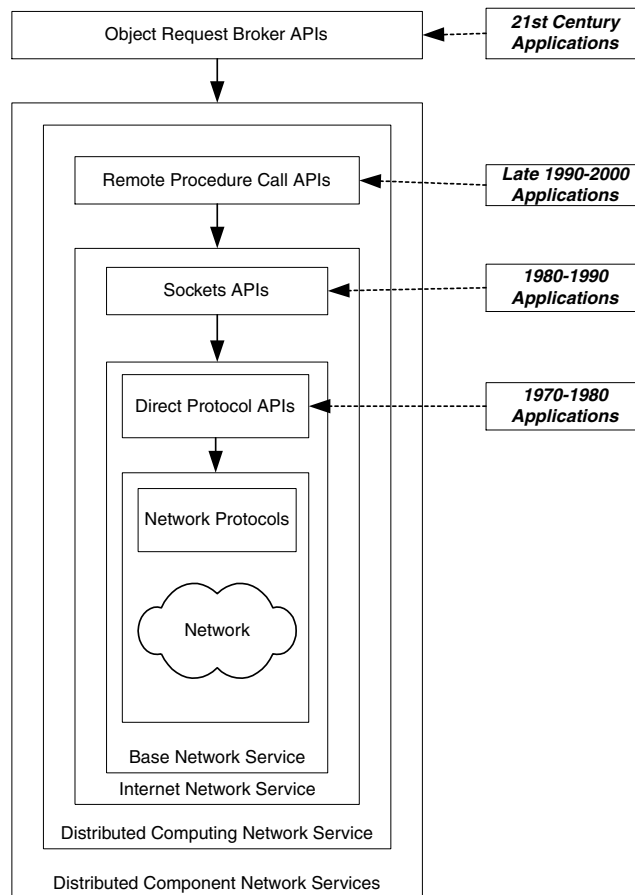 Object Request Broker APIs
21st Century
Applications
Remote Procedure Call APIs
Late 1990-2000
Applications
Sockets APIs
1980-1990
Applications
Direct Protocol APIs
1970-1980
Applications
Network Protocols
Network
Base Network Service
Internet Network Service
Distributed Computing Network Service
Distributed Component Network Services